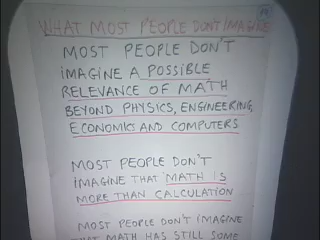 WHAT MOST PEOPLE DON'T IMAGINE
MOST PEOPLE DON'T
IMAGINE A POSSIBLE
RELEVANCE OF MATH
BEYOND PHYSICS, ENGINEERING,
ECONOMICS AND COMPUTERS
MOST PEOPLE DON'T
IMAGINE THAT MATH IS
MORE THAN CALCULATION
MOST PEOPLE DON'T IMAGINE
THAT MATH HAS STILL SOME